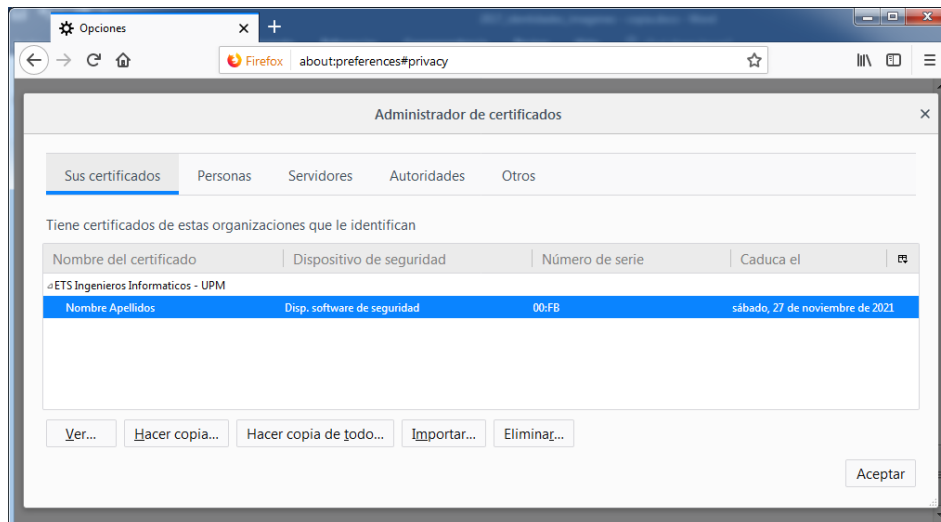 Opciones
Firefox about:preferences#privacy
Administrador de certificados
Sus certificados Personas Servidores Autoridades Otros
Tiene certificados de estas organizaciones que le identifican
Nombre del certificado Dispositivo de seguridad Número de serie Caduca el
ETS Ingenieros Informaticos - UPM
Nombre Apellidos Disp. software de seguridad 00:FB sábado, 27 de noviembre de 2021
Ver... Hacer copia... Hacer copia de todo... Importar... Eliminar...
Aceptar